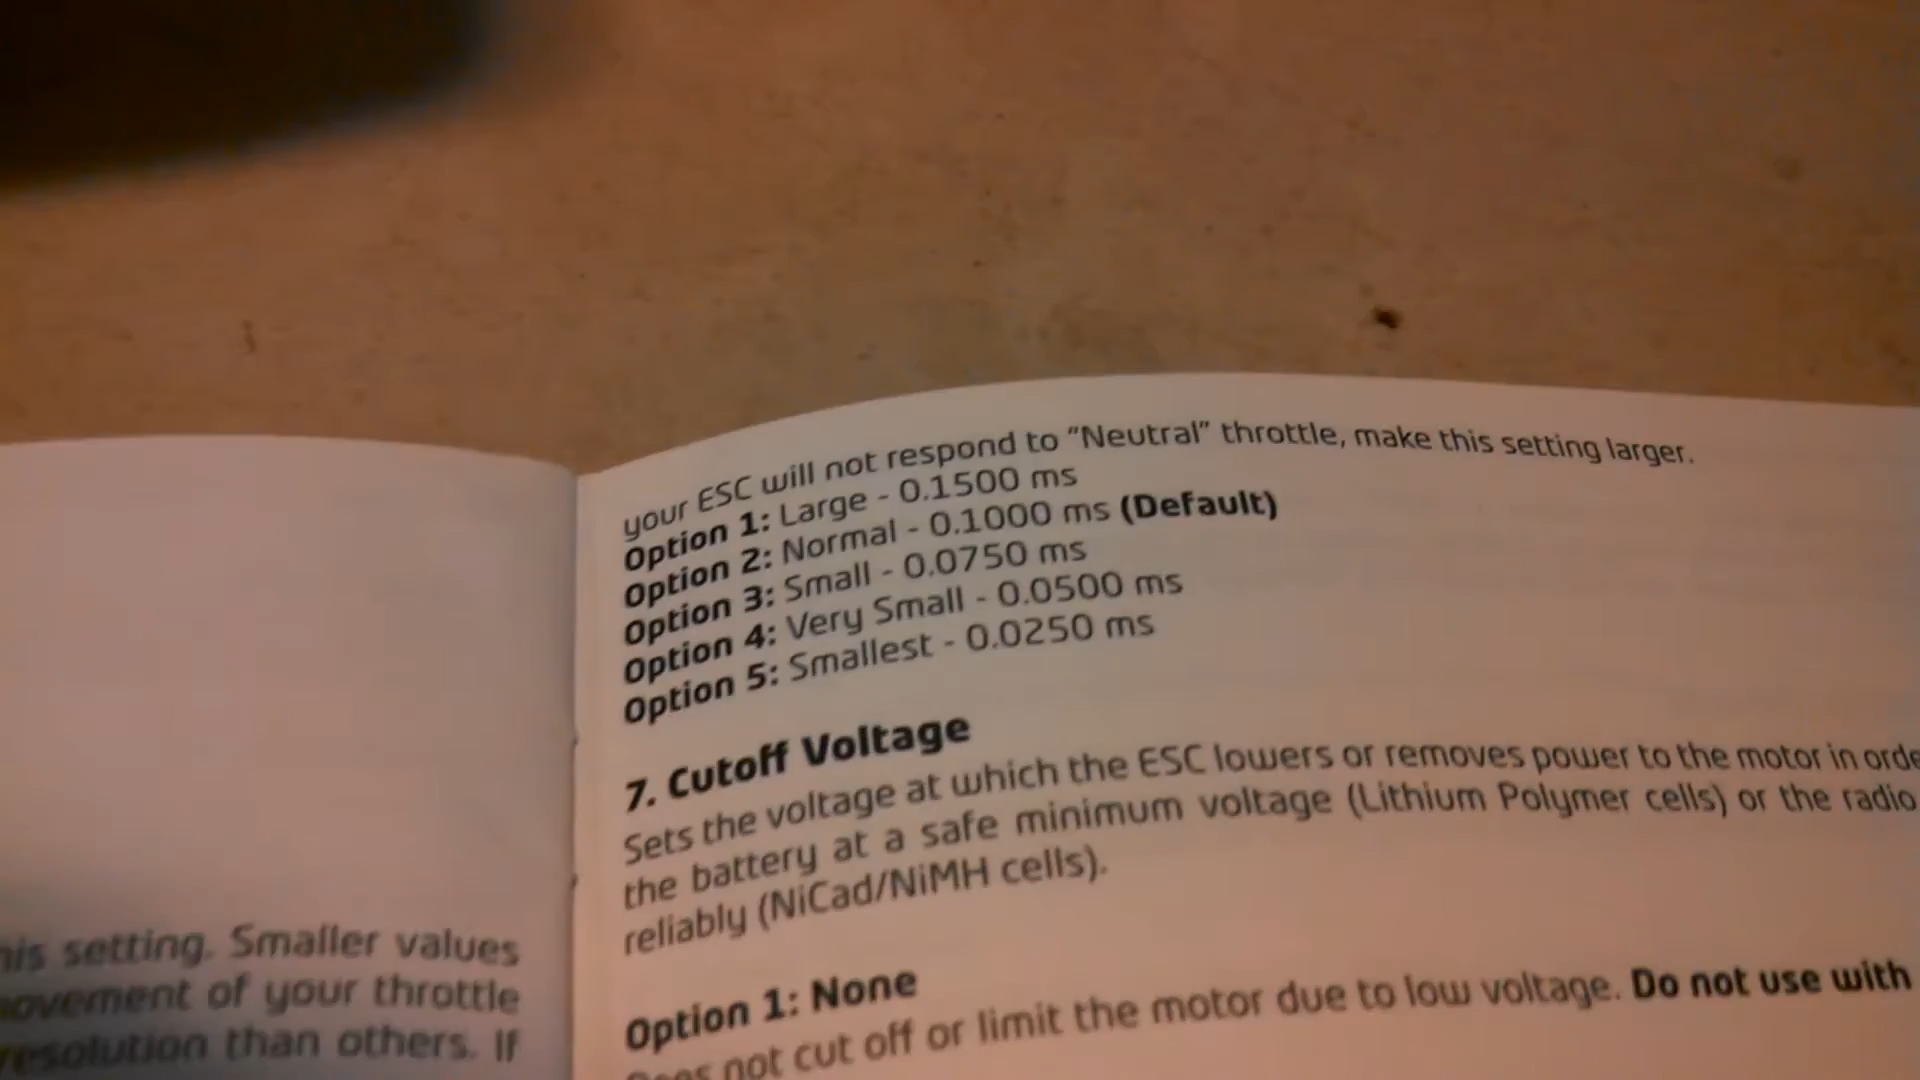 setting. Smaller values
of your throttle
resolution than others. If
your ESC will not respond to “Neutral” throttle, make this setting larger.
Option 1: Large - 0.1500 ms
Option 2: Normal - 0.1000 ms (Default)
Option 3: Small - 0.0750 ms
Option 4: Very Small - 0.0500 ms
Option 5: Smallest - 0.0250 ms
7. Cutoff Voltage
Sets the voltage at which the ESC lowers or removes power to the motor in orde
the battery at a safe minimum voltage (Lithium Polymer cells) or the radio
reliably (NiCad/NiMH cells).
Option 1: None
not cut off or limit the motor due to low voltage. Do not use with